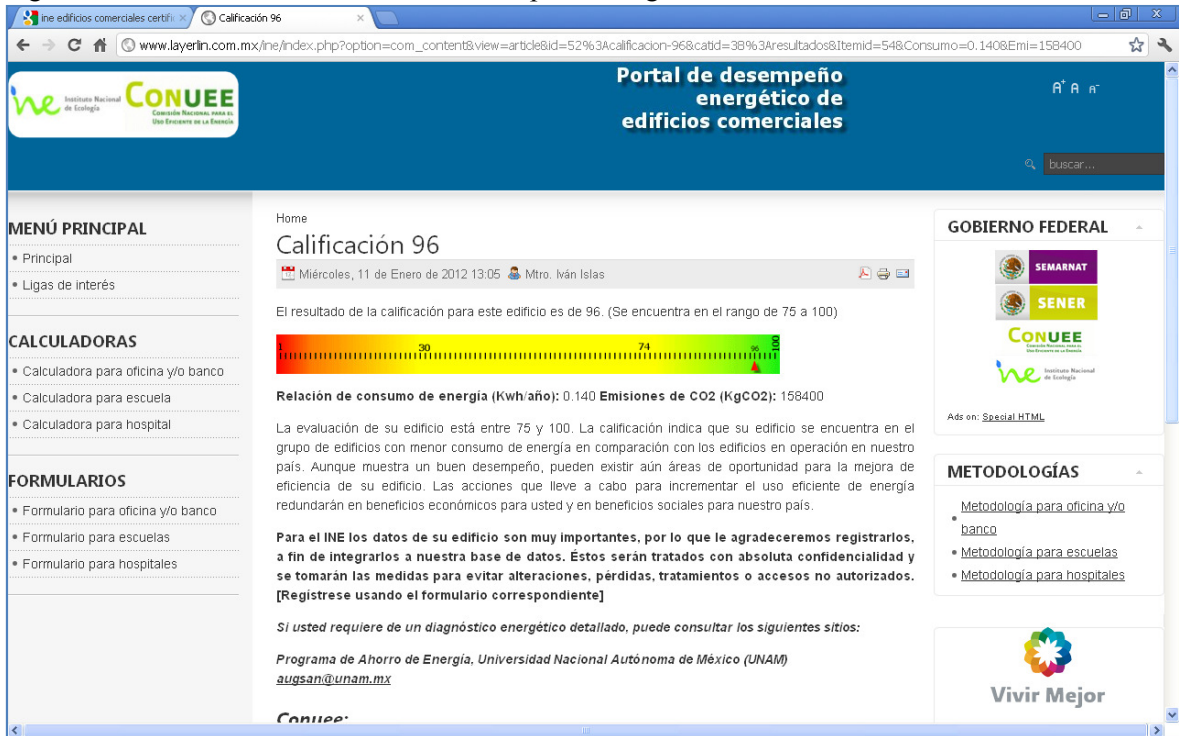 ine edificios comerciales certifi
Calificación 96
www.layerlin.com.mx/ine/index.php?option=com_content&view=article&id=52%3Acalificacion-96&catid=38%3Aresultados&Itemid=54&Consumo=0.140&Emi=158400
ine Instituto Nacional de Ecología
CONUEE
Comisión Nacional para el
Uso Eficiente de la Energía
Portal de desempeño
energético de
edificios comerciales
A+ A A-
buscar...
MENÚ PRINCIPAL
Principal
Ligas de interés
CALCULADORAS
Calculadora para oficina y/o banco
Calculadora para escuela
Calculadora para hospital
FORMULARIOS
Formulario para oficina y/o banco
Formulario para escuelas
Formulario para hospitales
Home
Calificación 96
Miércoles, 11 de Enero de 2012 13:05 Mtro. Iván Islas
El resultado de la calificación para este edificio es de 96. (Se encuentra en el rango de 75 a 100)
1 30 74 96 100
Relación de consumo de energía (Kwh/año): 0.140 Emisiones de CO2 (KgCO2): 158400
La evaluación de su edificio está entre 75 y 100. La calificación indica que su edificio se encuentra en el
grupo de edificios con menor consumo de energía en comparación con los edificios en operación en nuestro
país. Aunque muestra un buen desempeño, pueden existir aún áreas de oportunidad para la mejora de
eficiencia de su edificio. Las acciones que lleve a cabo para incrementar el uso eficiente de energía
redundarán en beneficios económicos para usted y en beneficios sociales para nuestro país.
Para el INE los datos de su edificio son muy importantes, por lo que le agradeceremos registrarlos,
a fin de integrarlos a nuestra base de datos. Éstos serán tratados con absoluta confidencialidad y
se tomarán las medidas para evitar alteraciones, pérdidas, tratamientos o accesos no autorizados.
[Regístrese usando el formulario correspondiente]
Si usted requiere de un diagnóstico energético detallado, puede consultar los siguientes sitios:
Programa de Ahorro de Energía, Universidad Nacional Autónoma de México (UNAM)
augsan@unam.mx
Conuee:
GOBIERNO FEDERAL
SEMARNAT
SENER
CONUEE
ine Instituto Nacional de Ecología
Ads on: Special HTML
METODOLOGÍAS
Metodología para oficina y/o
banco
Metodología para escuelas
Metodología para hospitales
Vivir Mejor